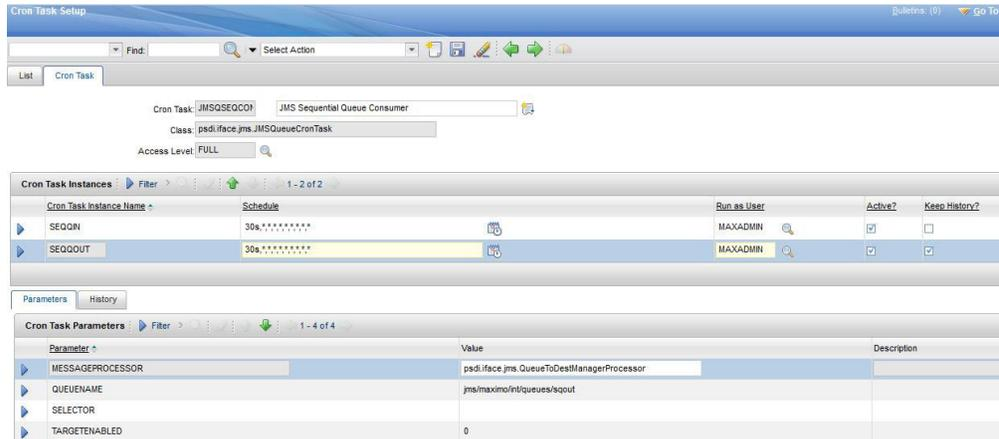 Cron Task Setup Bulletins: (0) Go To
Find: Select Action
List Cron Task
Cron Task: JMSQSEQCON JMS Sequential Queue Consumer
Class: psdi.iface.jms.JMSQueueCronTask
Access Level: FULL
Cron Task Instances Filter 1 - 2 of 2
Cron Task Instance Name Schedule Run as User Active? Keep History?
SEQQIN 30s,*,*,*,*,*,*,*,*,* MAXADMIN
SEQQOUT 30s,*,*,*,*,*,*,*,*,* MAXADMIN
Parameters History
Cron Task Parameters Filter 1 - 4 of 4
Parameter Value Description
MESSAGEPROCESSOR psdi.iface.jms.QueueToDestManagerProcessor
QUEUENAME jms/maximo/int/queues/sqout
SELECTOR
TARGETENABLED 0